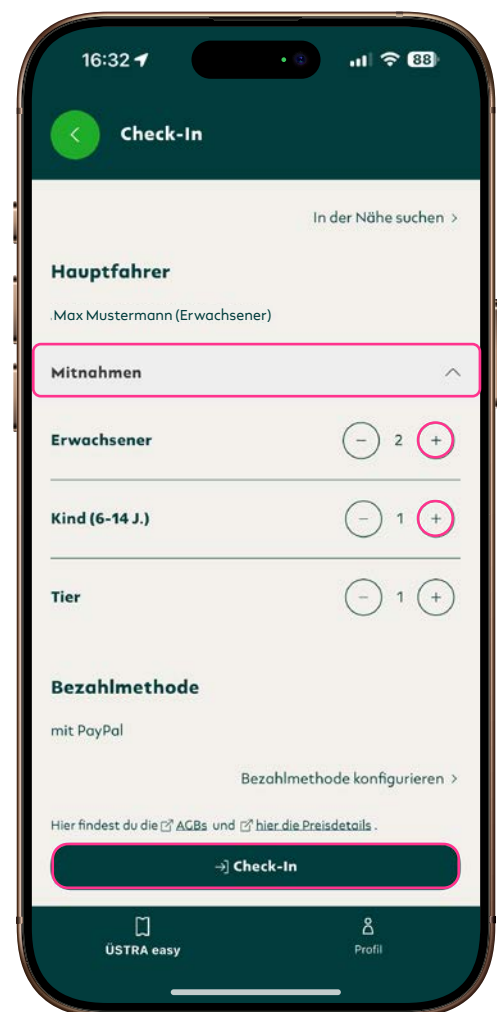 16:32
88
Check-In
In der Nähe suchen >
Hauptfahrer
Max Mustermann (Erwachsener)
Mitnahmen
Erwachsener − 2 +
Kind (6-14 J.) − 1 +
Tier − 1 +
Bezahlmethode
mit PayPal
Bezahlmethode konfigurieren >
Hier findest du die AGBs und hier die Preisdetails .
Check-In
ÜSTRA easy
Profil